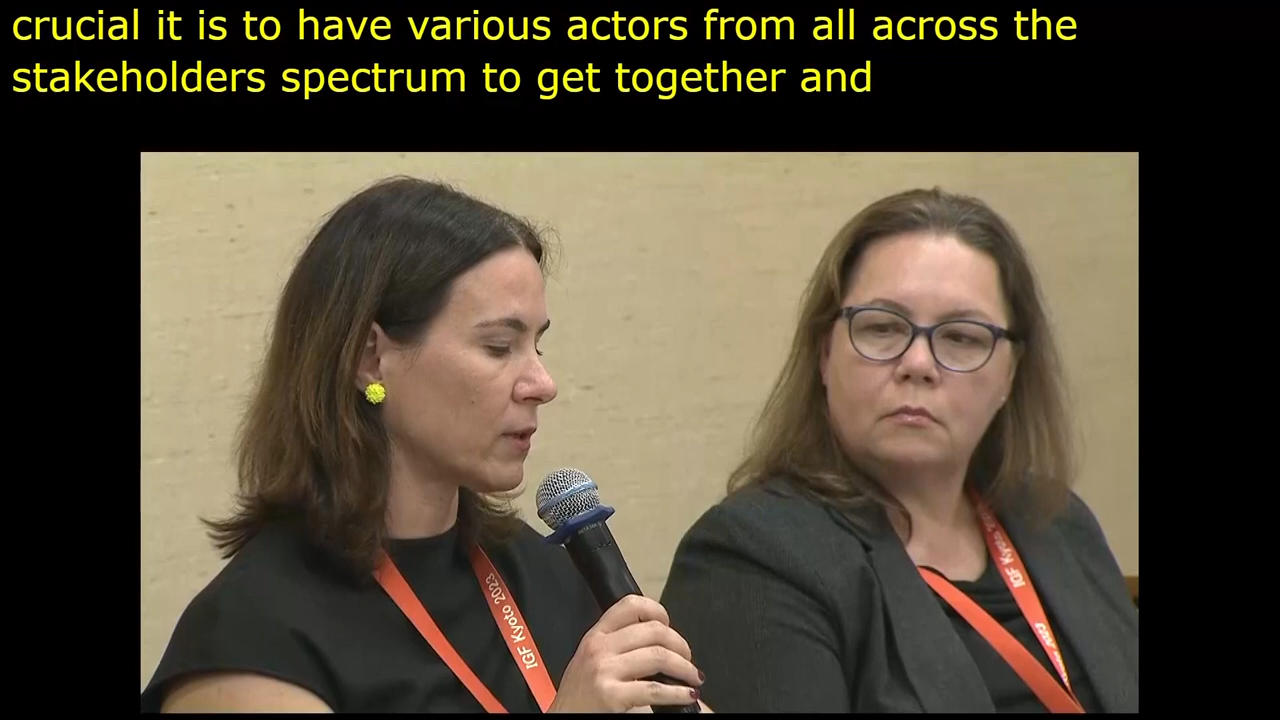 crucial it is to have various actors from all across the
stakeholders spectrum to get together and
IGF Kyoto 2023
IGF Kyoto 2023